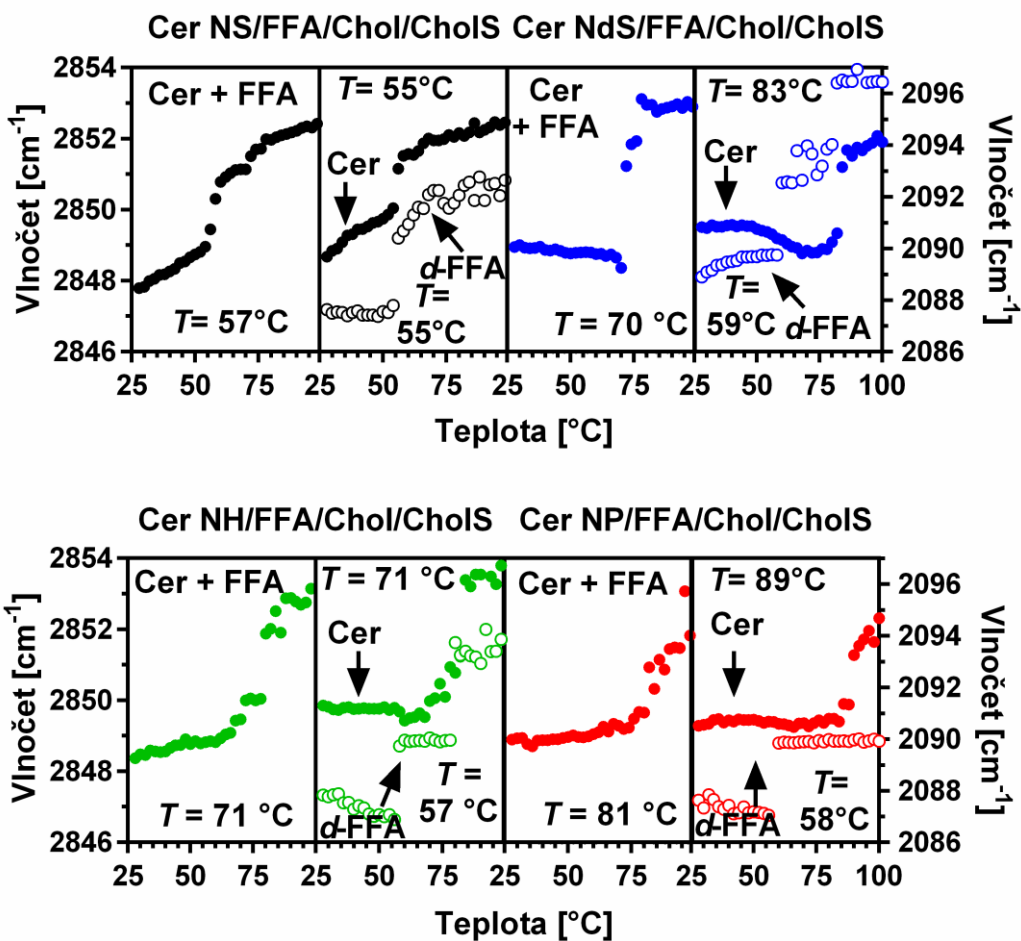 Cer NS/FFA/Chol/CholS Cer NdS/FFA/Chol/CholS
Vlnočet [cm-1]
2854
2852
2850
2848
2846
Cer + FFA
T= 57°C
T= 55°C
Cer
d-FFA
T=
55°C
Cer
+ FFA
T= 70 °C
T= 83°C
Cer
T=
59°C
d-FFA
2096
2094
2092
2090
2088
2086
Vlnočet [cm-1]
25 50 75 25 50 75 25 50 75 25 50 75 100
Teplota [°C]
Cer NH/FFA/Chol/CholS Cer NP/FFA/Chol/CholS
Vlnočet [cm-1]
2854
2852
2850
2848
2846
Cer + FFA
T= 71 °C
T= 71 °C
Cer
d-FFA
T =
57 °C
Cer + FFA
T= 81 °C
T= 89°C
Cer
d-FFA
T=
58°C
2096
2094
2092
2090
2088
2086
Vlnočet [cm-1]
25 50 75 25 50 75 25 50 75 25 50 75 100
Teplota [°C]